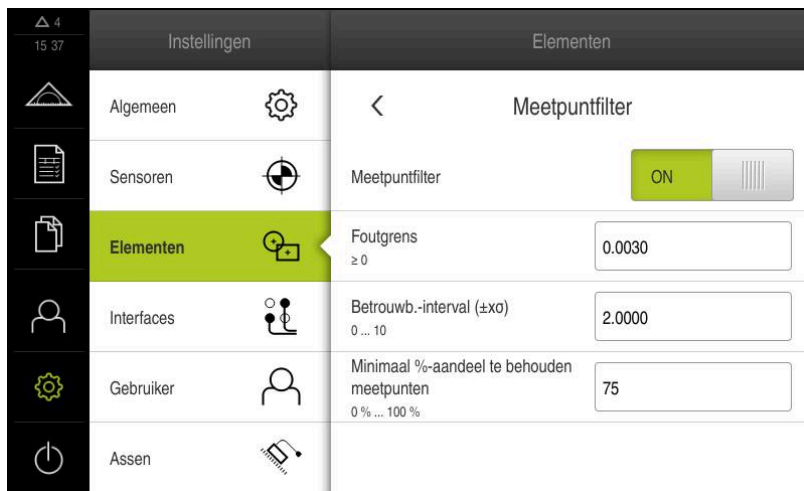 4
15 37
Instellingen
Elementen
Algemeen
Sensoren
Elementen
Interfaces
Gebruiker
Assen
Meetpuntfilter
Meetpuntfilter
ON
Foutgrens
≥ 0
0.0030
Betrouwb.-interval (±xσ)
0 ... 10
2.0000
Minimaal %-aandeel te behouden
meetpunten
0 % ... 100 %
75